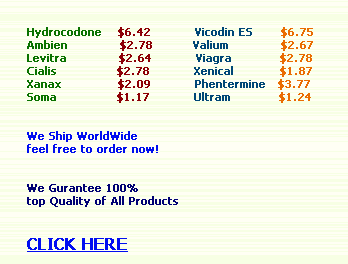 Hydrocodone $6.42 Vicodin ES $6.75
Ambien $2.78 Valium $2.67
Levitra $2.64 Viagra $2.78
Cialis $2.78 Xenical $1.87
Xanax $2.09 Phentermine $3.77
Soma $1.17 Ultram $1.24
We Ship WorldWide
feel free to order now!
We Gurantee 100%
top Quality of All Products
CLICK HERE